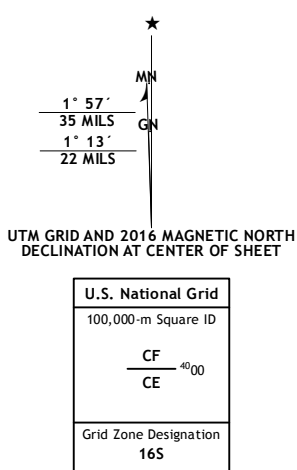 MN
1° 57´
35 MILS
GN
1° 13´
22 MILS
UTM GRID AND 2016 MAGNETIC NORTH
DECLINATION AT CENTER OF SHEET
U.S. National Grid
100,000-m Square ID
CF
4000
CE
Grid Zone Designation
16S